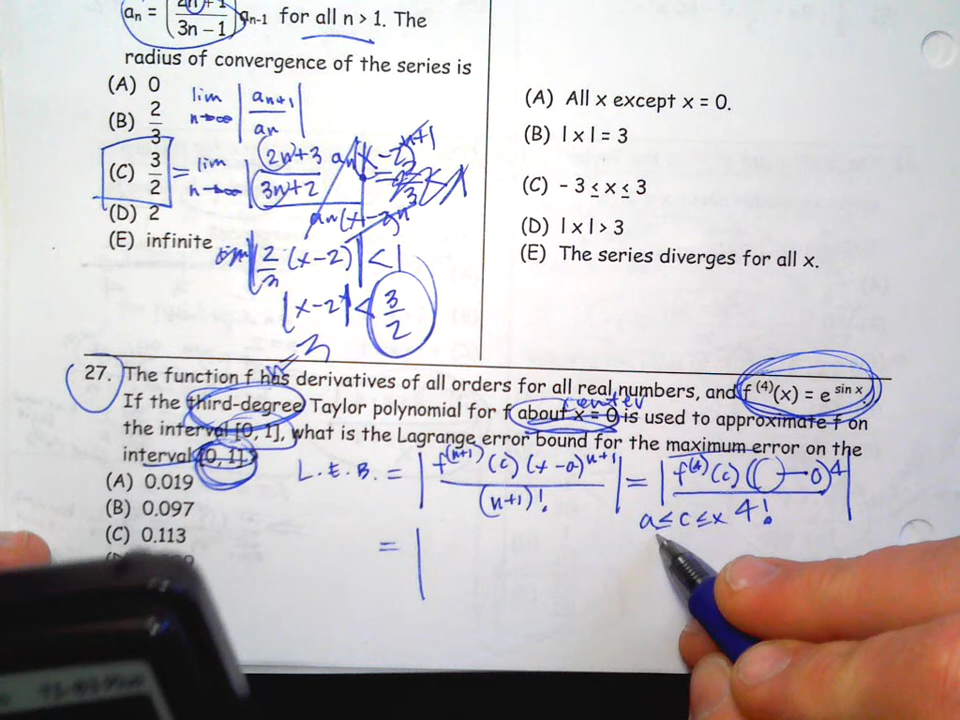 aₙ = (2n+1 / 3n – 1) aₙ₋₁ for all n > 1. The
radius of convergence of the series is
(A) 0
(B) 2/3
(C) 3/2
(D) 2
(E) infinite
lim n→∞ | aₙ₊₁ / aₙ |
= lim n→∞ | 2n+3 / 3n+2
| 2/3 (x-2) | < 1
|x-2| < 3/2
= 3
(A) All x except x = 0.
(B) | x | = 3
(C) - 3 ≤ x ≤ 3
(D) | x | > 3
(E) The series diverges for all x.
27. The function f has derivatives of all orders for all real numbers, and f ⁽⁴⁾(x) = e ˢⁱⁿ ˣ.
center
If the third-degree Taylor polynomial for f about x = 0 is used to approximate f on
the interval [0, 1], what is the Lagrange error bound for the maximum error on the
interval [0, 1]?
(A) 0.019
(B) 0.097
(C) 0.113
L.E.B. = | f⁽ⁿ⁺¹⁾(c)(x-a)ⁿ⁺¹ / (n+1)! | = | f⁽⁴⁾(c)( -0)⁴ / 4! |
a ≤ c ≤ x
= |